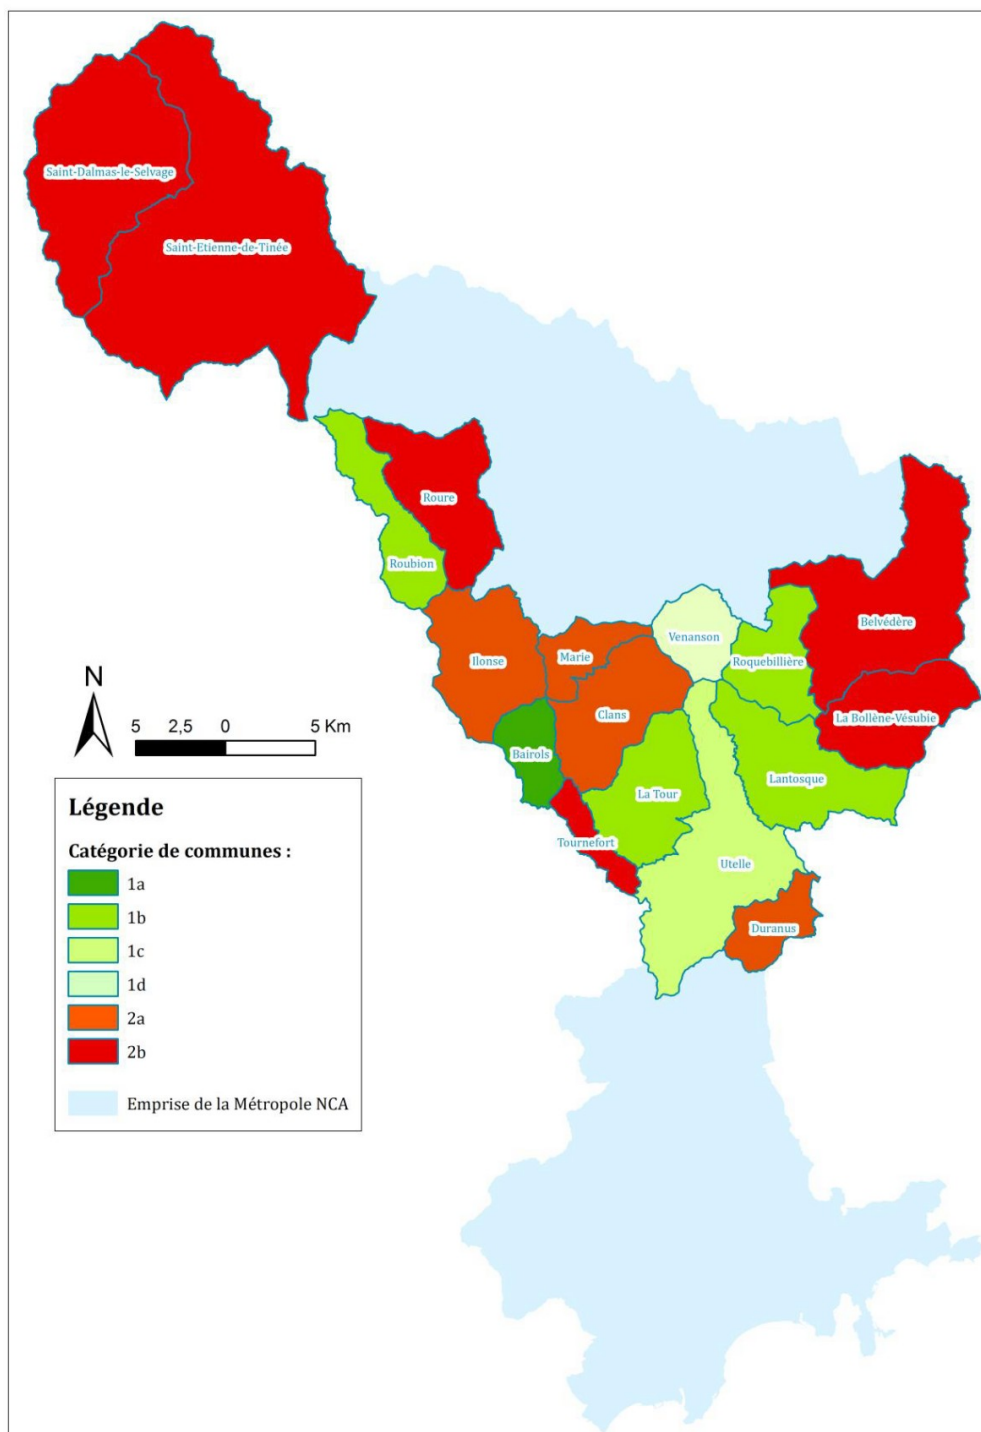 Saint-Dalmas-le-Selvage
Saint-Etienne-de-Tinée
Roure
Roubion
Belvédère
Venanson
Marie
Ilonse
Roquebillière
Clans
La Bollène-Vésubie
N
5 2,5 0 5 Km
Bairols
Lantosque
La Tour
Tournefort
Utelle
Duranus
Légende
Catégorie de communes :
1a
1b
1c
1d
2a
2b
Emprise de la Métropole NCA